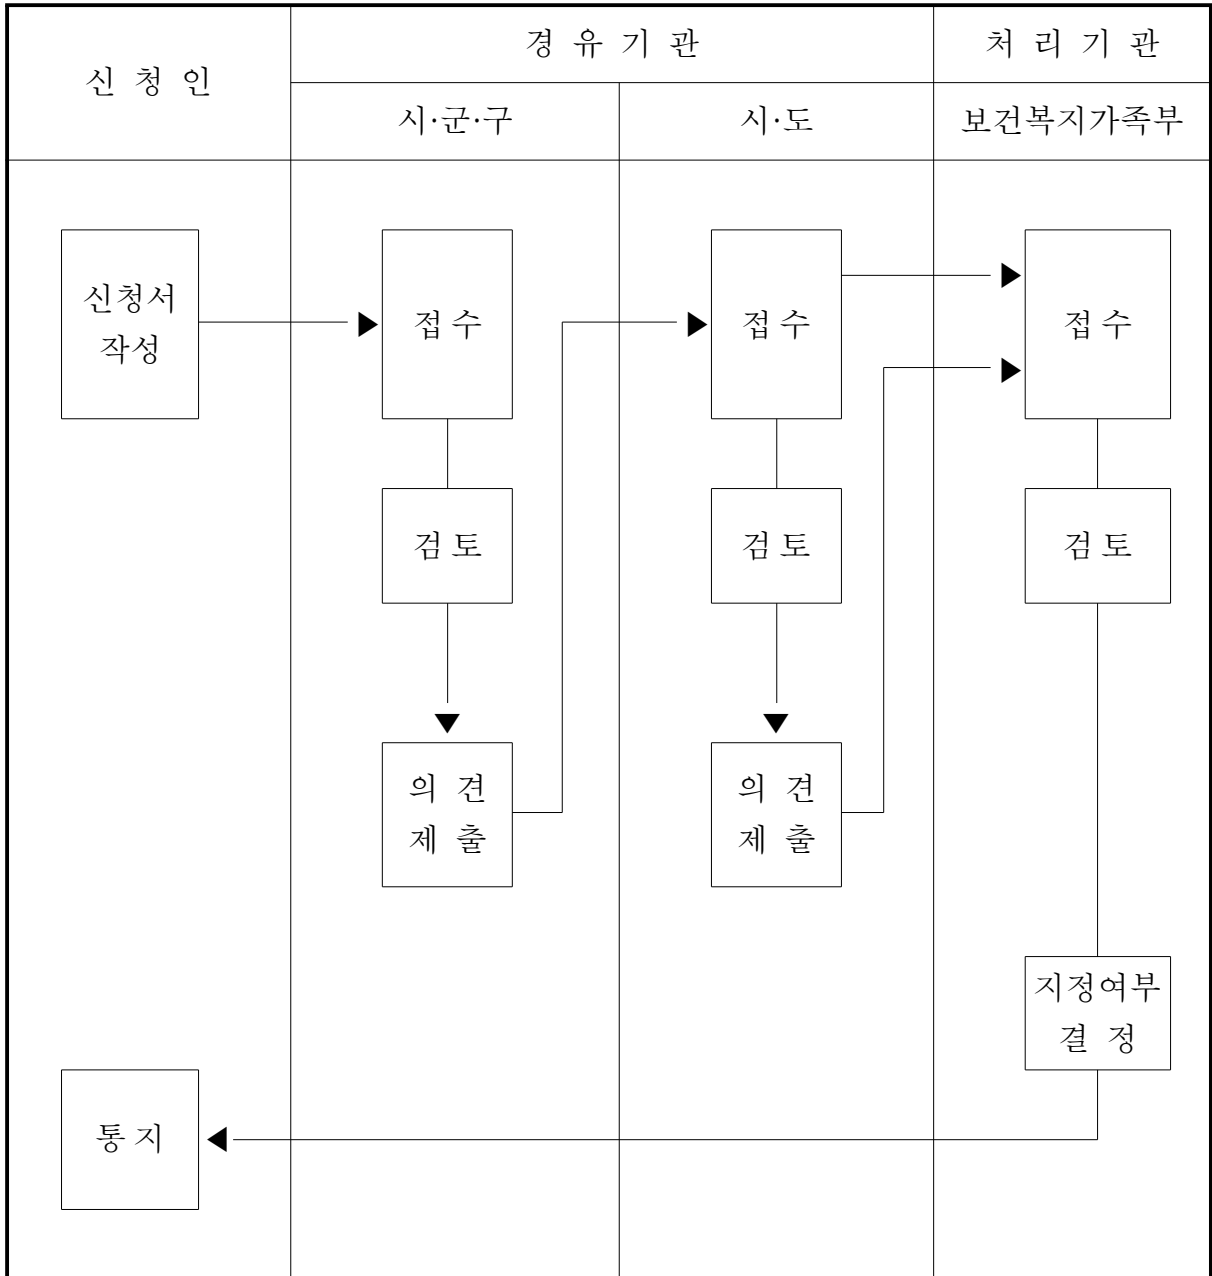 신 청 인
경 유 기 관
처 리 기 관
시·군·구
시·도
보건복지가족부
신청서
작성
접 수
접 수
접 수
검 토
검 토
검 토
의 견
제 출
의 견
제 출
지정여부
결 정
통 지